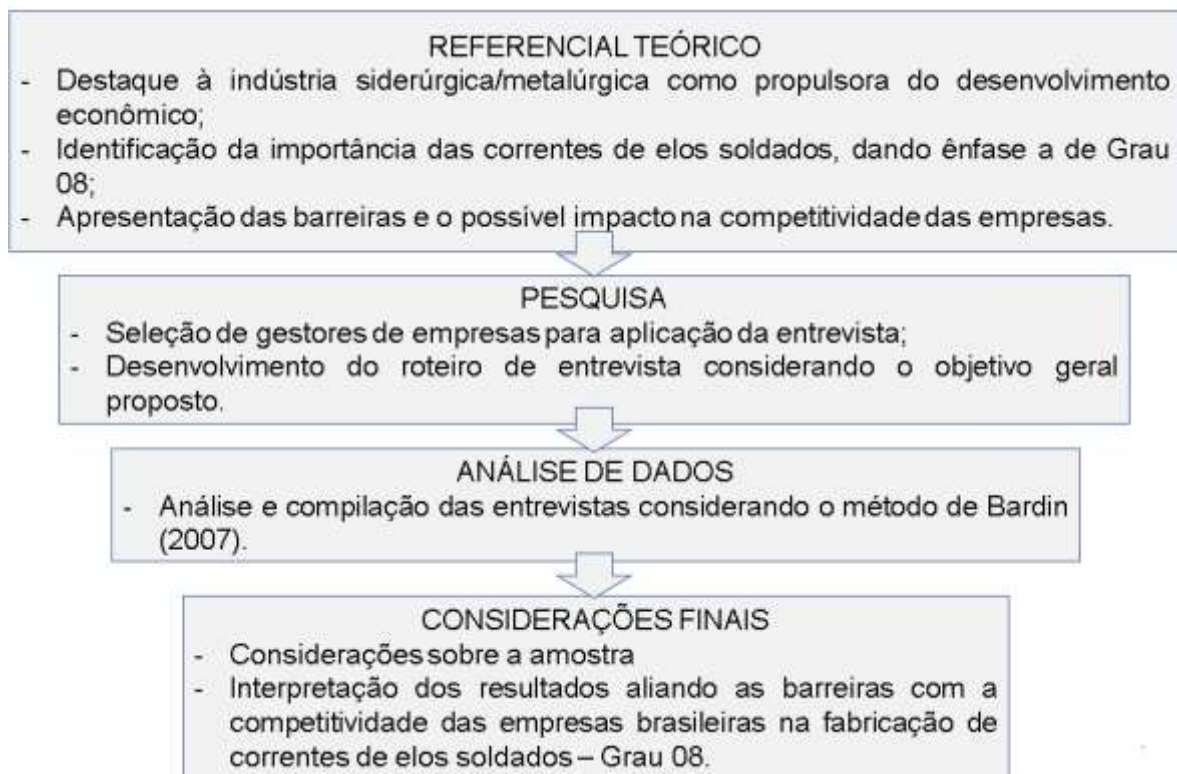 REFERENCIAL TEÓRICO
- Destaque à indústria siderúrgica/metalúrgica como propulsora do desenvolvimento
econômico;
- Identificação da importância das correntes de elos soldados, dando ênfase a de Grau
08;
- Apresentação das barreiras e o possível impacto na competitividade das empresas.
PESQUISA
- Seleção de gestores de empresas para aplicação da entrevista;
- Desenvolvimento do roteiro de entrevista considerando o objetivo geral
proposto.
ANÁLISE DE DADOS
- Análise e compilação das entrevistas considerando o método de Bardin
(2007).
CONSIDERAÇÕES FINAIS
- Considerações sobre a amostra
- Interpretação dos resultados aliando as barreiras com a
competitividade das empresas brasileiras na fabricação de
correntes de elos soldados – Grau 08.